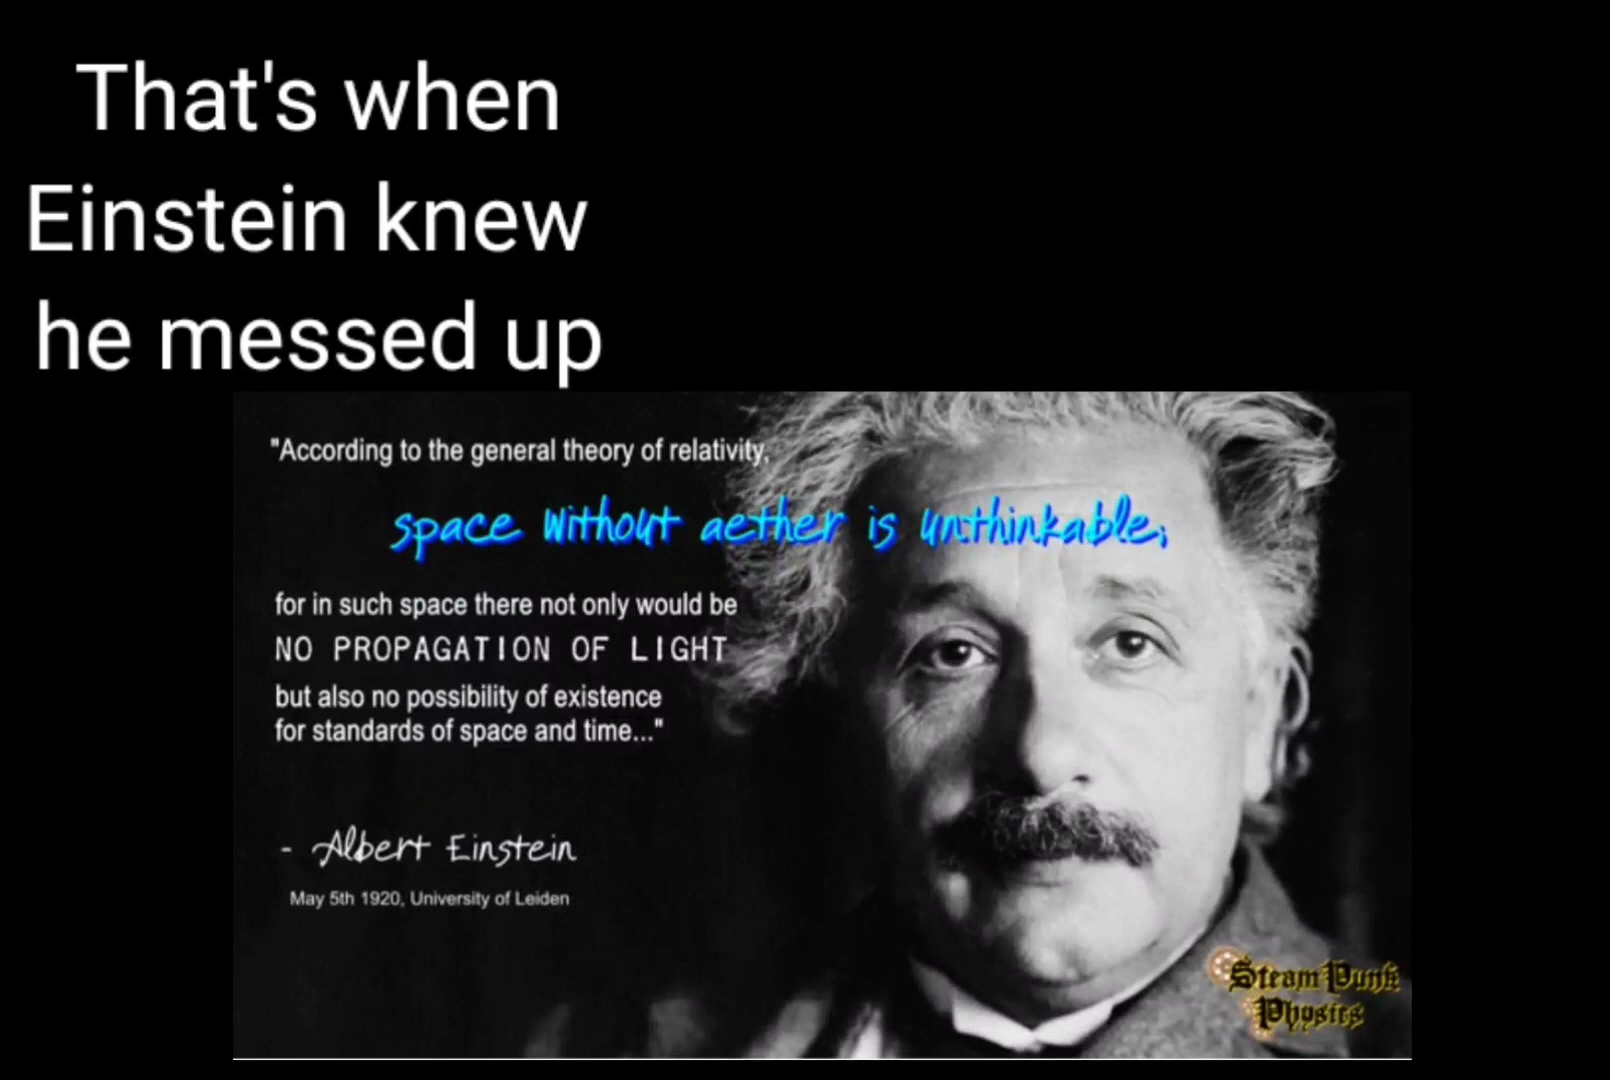 That's when
Einstein knew
he messed up
"According to the general theory of relativity,
space without aether is unthinkable;
for in such space there not only would be
NO PROPAGATION OF LIGHT
but also no possibility of existence
for standards of space and time..."
- Albert Einstein
May 5th 1920, University of Leiden
SteamPunk
Physics